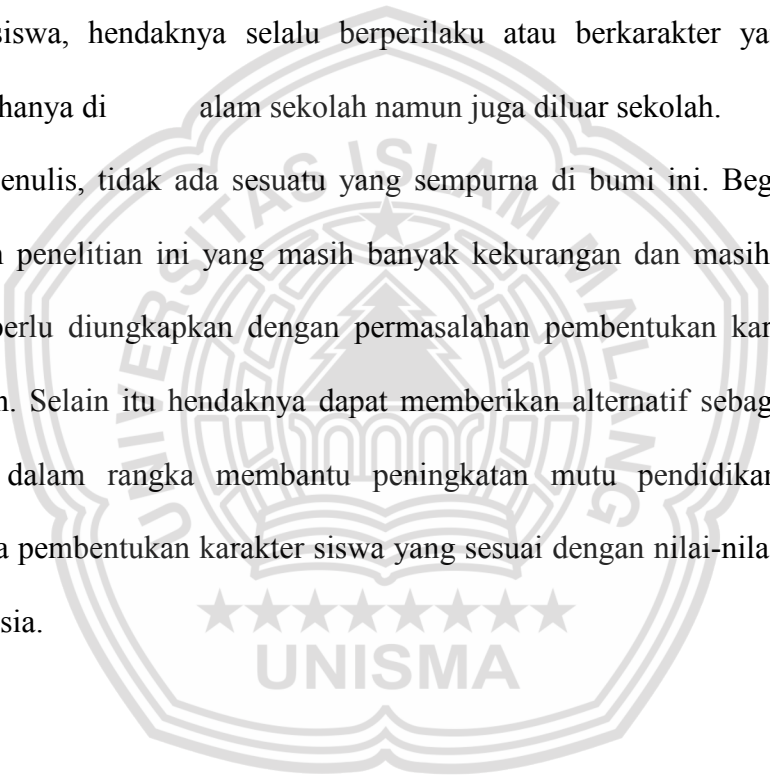 siswa, hendaknya selalu berperilaku atau berkarakter ya
hanya di alam sekolah namun juga diluar sekolah.
enulis, tidak ada sesuatu yang sempurna di bumi ini. Beg
penelitian ini yang masih banyak kekurangan dan masih
perlu diungkapkan dengan permasalahan pembentukan kar
n. Selain itu hendaknya dapat memberikan alternatif sebag
dalam rangka membantu peningkatan mutu pendidikan
a pembentukan karakter siswa yang sesuai dengan nilai-nila
sia.
UNIVERSITAS ISLAM MALANG
UNISMA